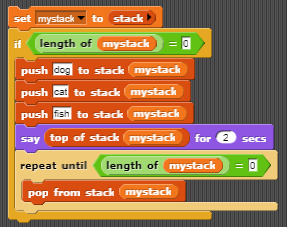 set mystack to stack
if length of mystack = 0
push dog to stack mystack
push cat to stack mystack
push fish to stack mystack
say top of stack mystack for 2 secs
repeat until length of mystack = 0
pop from stack mystack